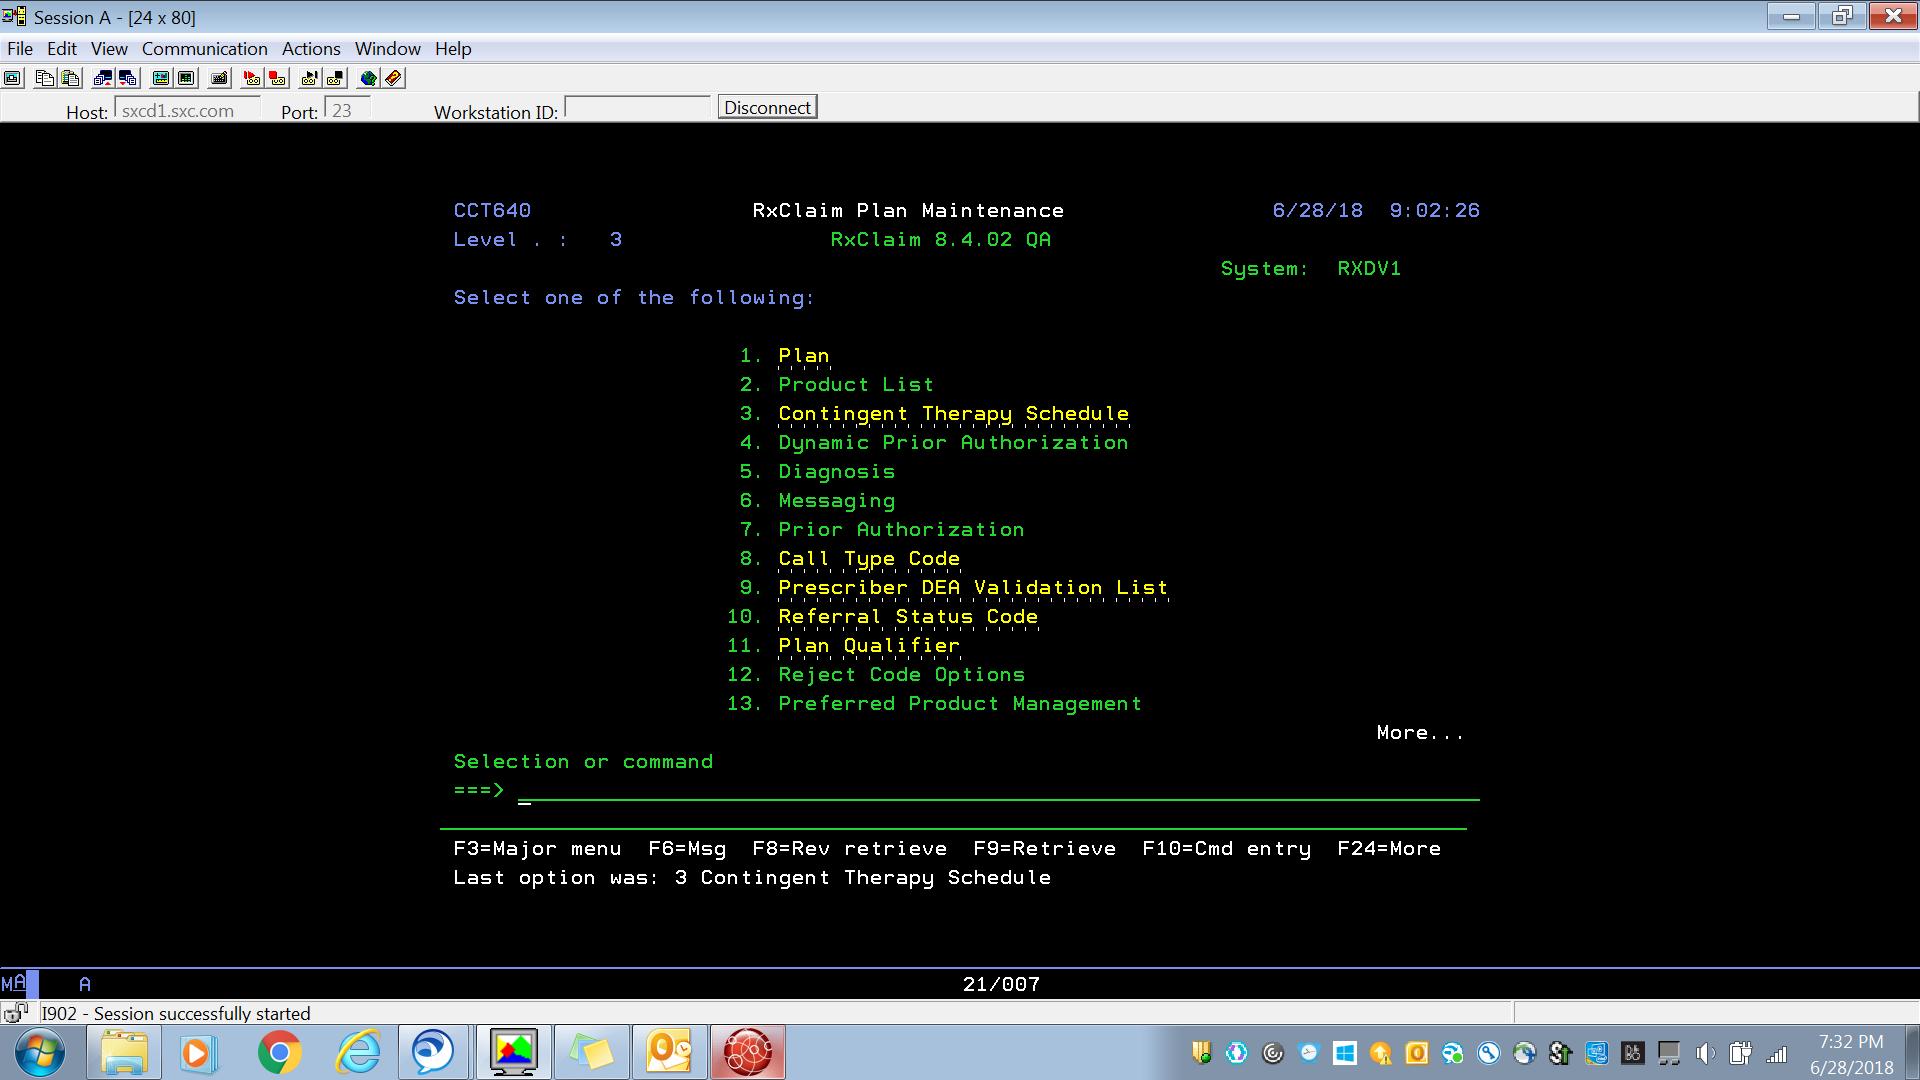 Session A - [24 x 80]
File Edit View Communication Actions Window Help
Host: sxcd1.sxc.com Port: 23 Workstation ID: Disconnect
CCT640 RxClaim Plan Maintenance 6/28/18 9:02:26
Level . : 3 RxClaim 8.4.02 QA
System: RXDV1
Select one of the following:
1. Plan
2. Product List
3. Contingent Therapy Schedule
4. Dynamic Prior Authorization
5. Diagnosis
6. Messaging
7. Prior Authorization
8. Call Type Code
9. Prescriber DEA Validation List
10. Referral Status Code
11. Plan Qualifier
12. Reject Code Options
13. Preferred Product Management
More...
Selection or command
===>
F3=Major menu F6=Msg F8=Rev retrieve F9=Retrieve F10=Cmd entry F24=More
Last option was: 3 Contingent Therapy Schedule
MA A 21/007
I902 - Session successfully started
7:32 PM
6/28/2018